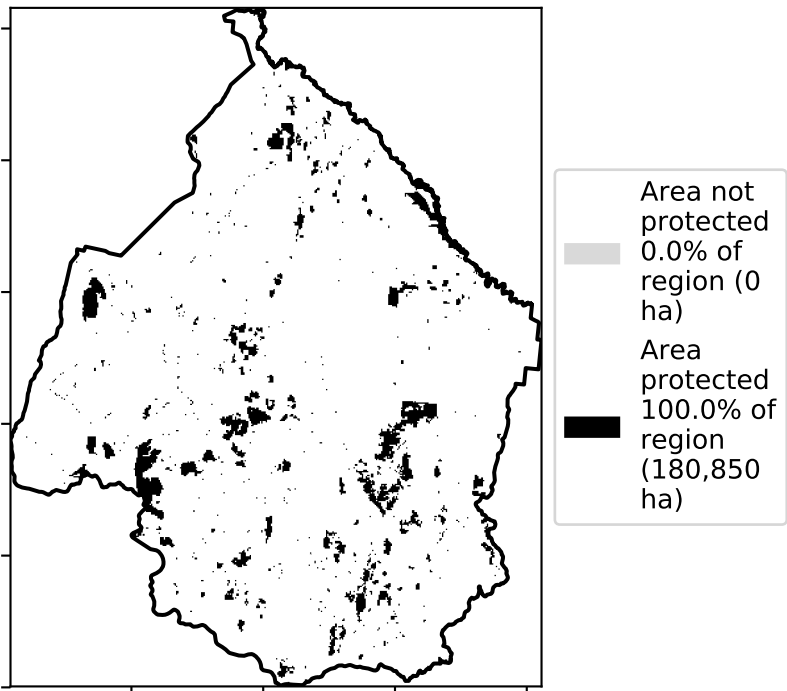 Area not
protected
0.0% of
region (0
ha)
Area
protected
100.0% of
region
(180,850
ha)